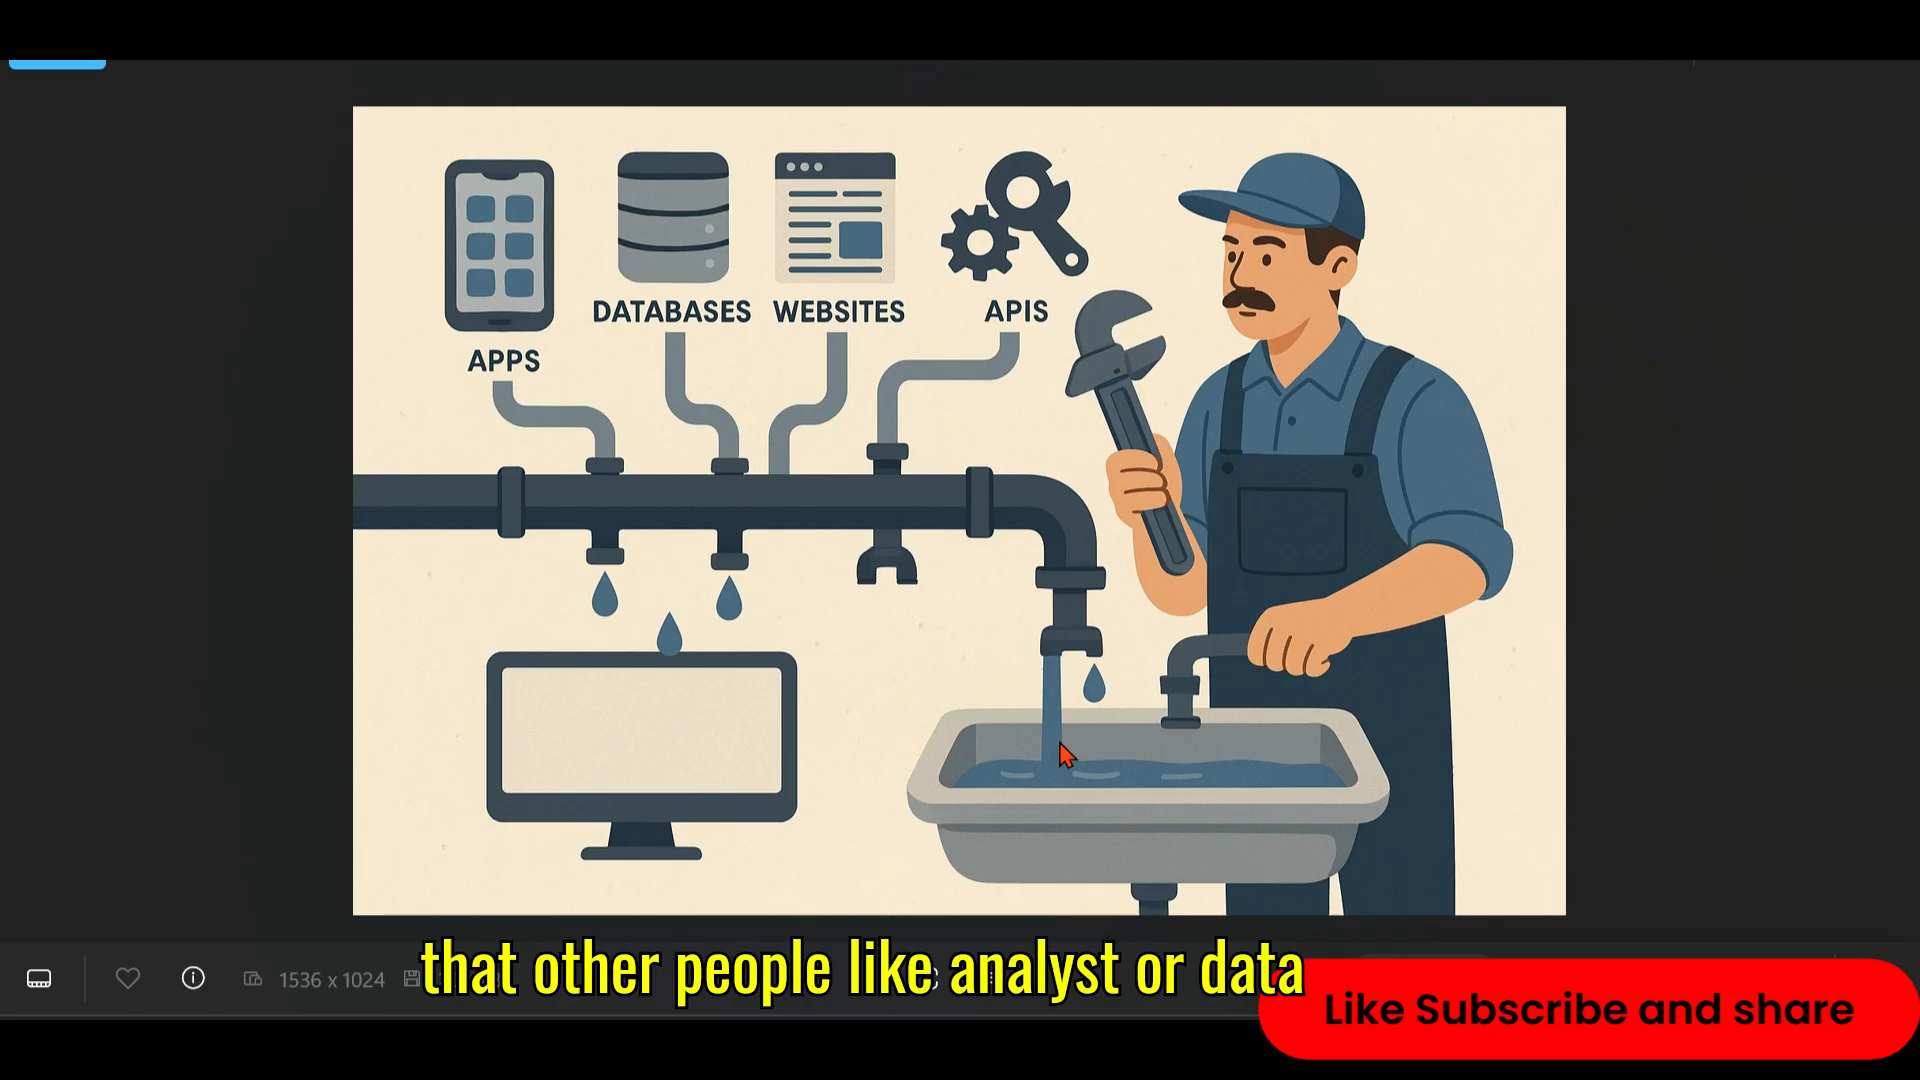 DATABASES
WEBSITES
APIS
APPS
1536 x 1024
that other people like analyst or data
Like Subscribe and share